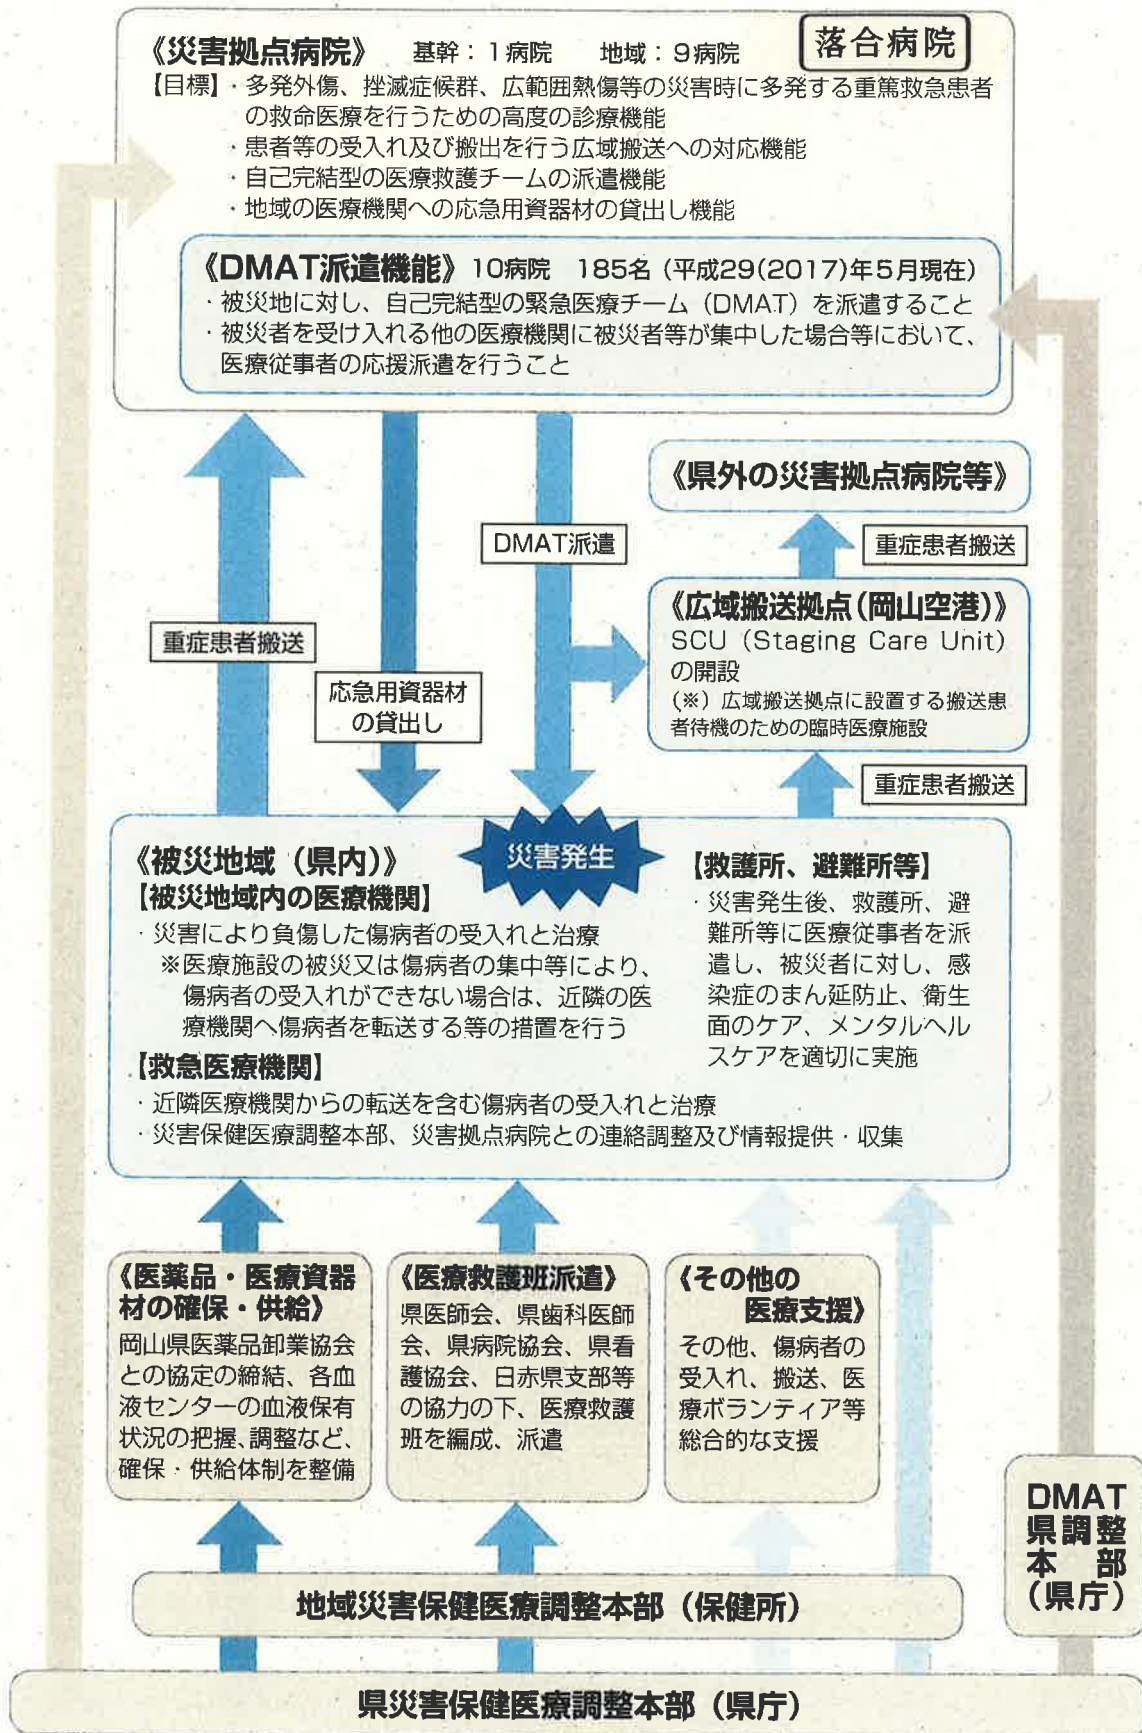 落合病院
《災害拠点病院》 基幹：1病院 地域：9病院
【目標】・多発外傷、挫滅症候群、広範囲熱傷等の災害時に多発する重篤救急患者
の救命医療を行うための高度の診療機能
・患者等の受入れ及び搬出を行う広域搬送への対応機能
・自己完結型の医療救護チームの派遣機能
・地域の医療機関への応急用資器材の貸出し機能
《DMAT派遣機能》 10病院 185名（平成29(2017)年5月現在）
・被災地に対し、自己完結型の緊急医療チーム（DMAT）を派遣すること
・被災者を受け入れる他の医療機関に被災者等が集中した場合等において、
医療従事者の応援派遣を行うこと
《県外の災害拠点病院等》
DMAT派遣
重症患者搬送
《広域搬送拠点（岡山空港）》
SCU（Staging Care Unit）
の開設
（※）広域搬送拠点に設置する搬送患
者待機のための臨時医療施設
重症患者搬送
応急用資器材
の貸出し
重症患者搬送
災害発生
《被災地域（県内）》
【被災地域内の医療機関】
・災害により負傷した傷病者の受入れと治療
※医療施設の被災又は傷病者の集中等により、
傷病者の受入れができない場合は、近隣の医
療機関へ傷病者を転送する等の措置を行う
【救急医療機関】
・近隣医療機関からの転送を含む傷病者の受入れと治療
・災害保健医療調整本部、災害拠点病院との連絡調整及び情報提供・収集
【救護所、避難所等】
・災害発生後、救護所、避
難所等に医療従事者を派
遣し、被災者に対し、感
染症のまん延防止、衛生
面のケア、メンタルヘル
スケアを適切に実施
《医薬品・医療資器
材の確保・供給》
岡山県医薬品卸業協会
との協定の締結、各血
液センターの血液保有
状況の把握、調整など、
確保・供給体制を整備
《医療救護班派遣》
県医師会、県歯科医師
会、県病院協会、県看
護協会、日赤県支部等
の協力の下、医療救護
班を編成、派遣
《その他の
医療支援》
その他、傷病者の
受入れ、搬送、医
療ボランティア等
総合的な支援
DMAT
県調整
本部
（県庁）
地域災害保健医療調整本部（保健所）
県災害保健医療調整本部（県庁）